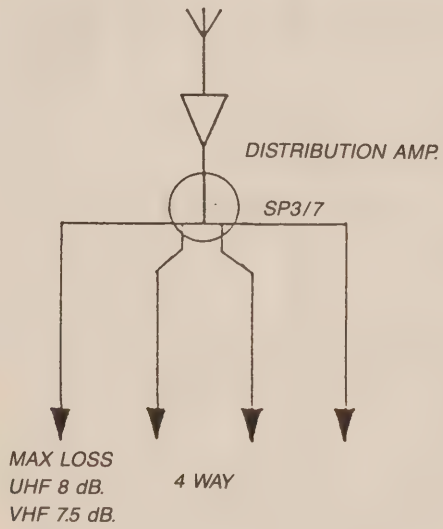 DISTRIBUTION AMP.
SP3/7
MAX LOSS
UHF 8 dB.
VHF 7.5 dB.
4 WAY